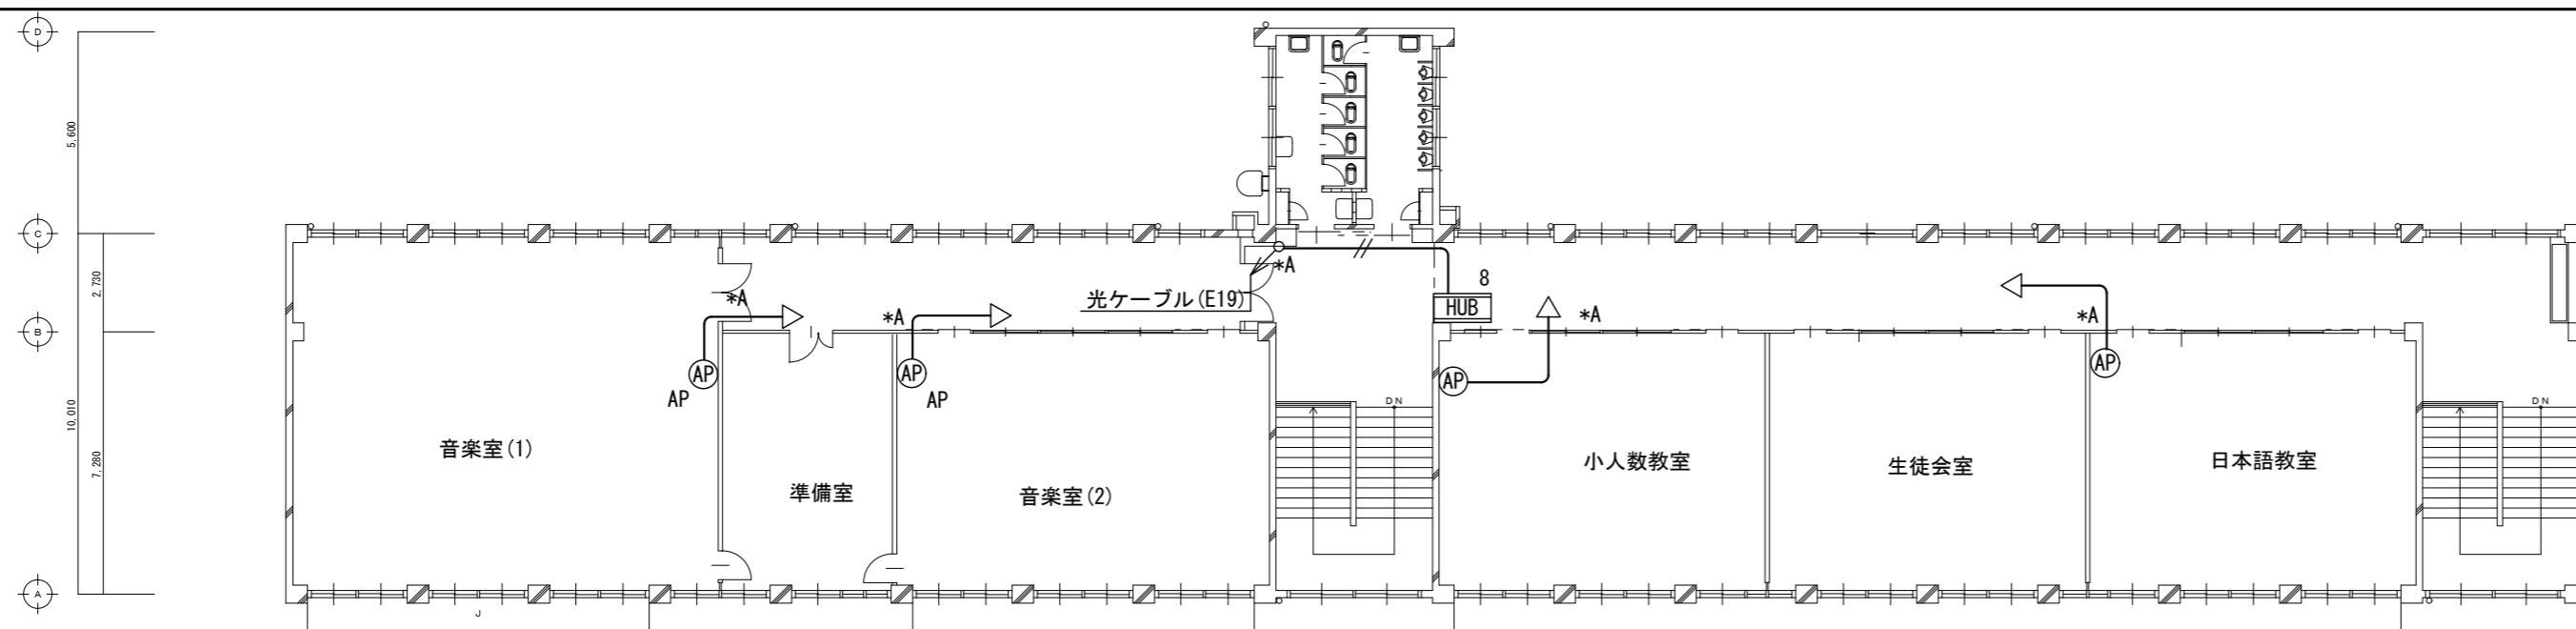 D
5,600
C
2,730
B
10,010
7,280
A
*A
*A
光ケーブル(E19)
*A
8
HUB
*A
*A
AP
AP
AP
AP
AP
AP
DN
DN
音楽室(1)
準備室
音楽室(2)
小人数教室
生徒会室
日本語教室
J